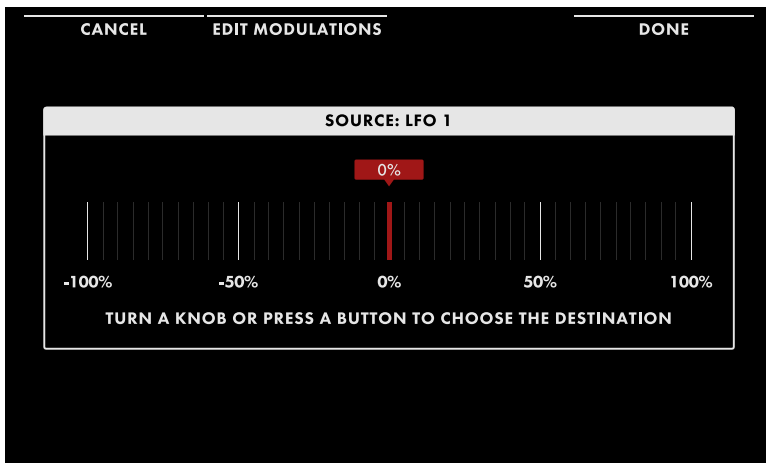 CANCEL EDIT MODULATIONS DONE
SOURCE: LFO 1
0%
-100% -50% 0% 50% 100%
TURN A KNOB OR PRESS A BUTTON TO CHOOSE THE DESTINATION